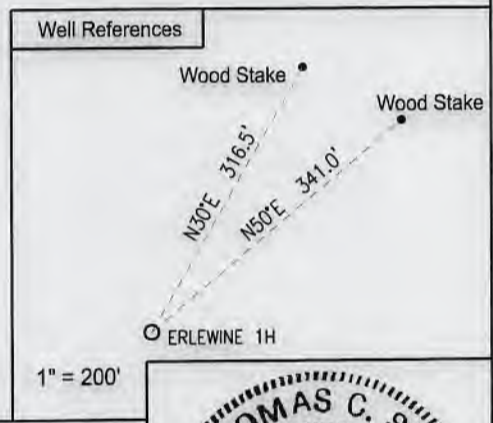 Well References
Wood Stake
Wood Stake
N30°E 316.5'
N50°E 341.0'
ERLEWINE 1H
1" = 200'
OMAS C. S